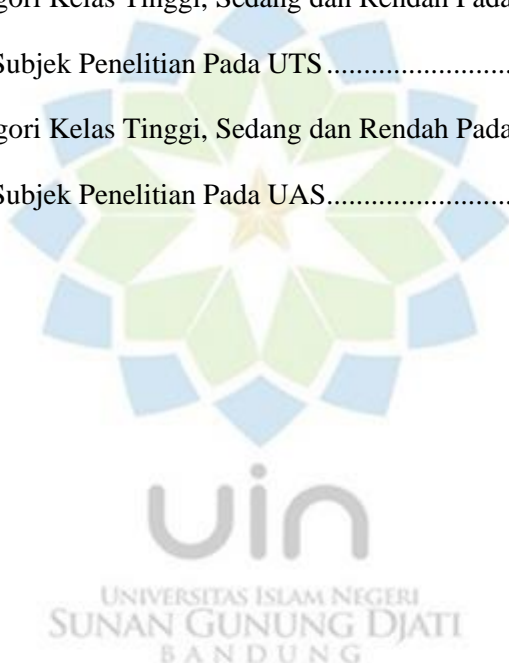 gori Kelas Tinggi, Sedang dan Rendah Pada
Subjek Penelitian Pada UTS.......................
gori Kelas Tinggi, Sedang dan Rendah Pada
Subjek Penelitian Pada UAS.......................
uin
UNIVERSITAS ISLAM NEGERI
SUNAN GUNUNG DJATI
BANDUNG